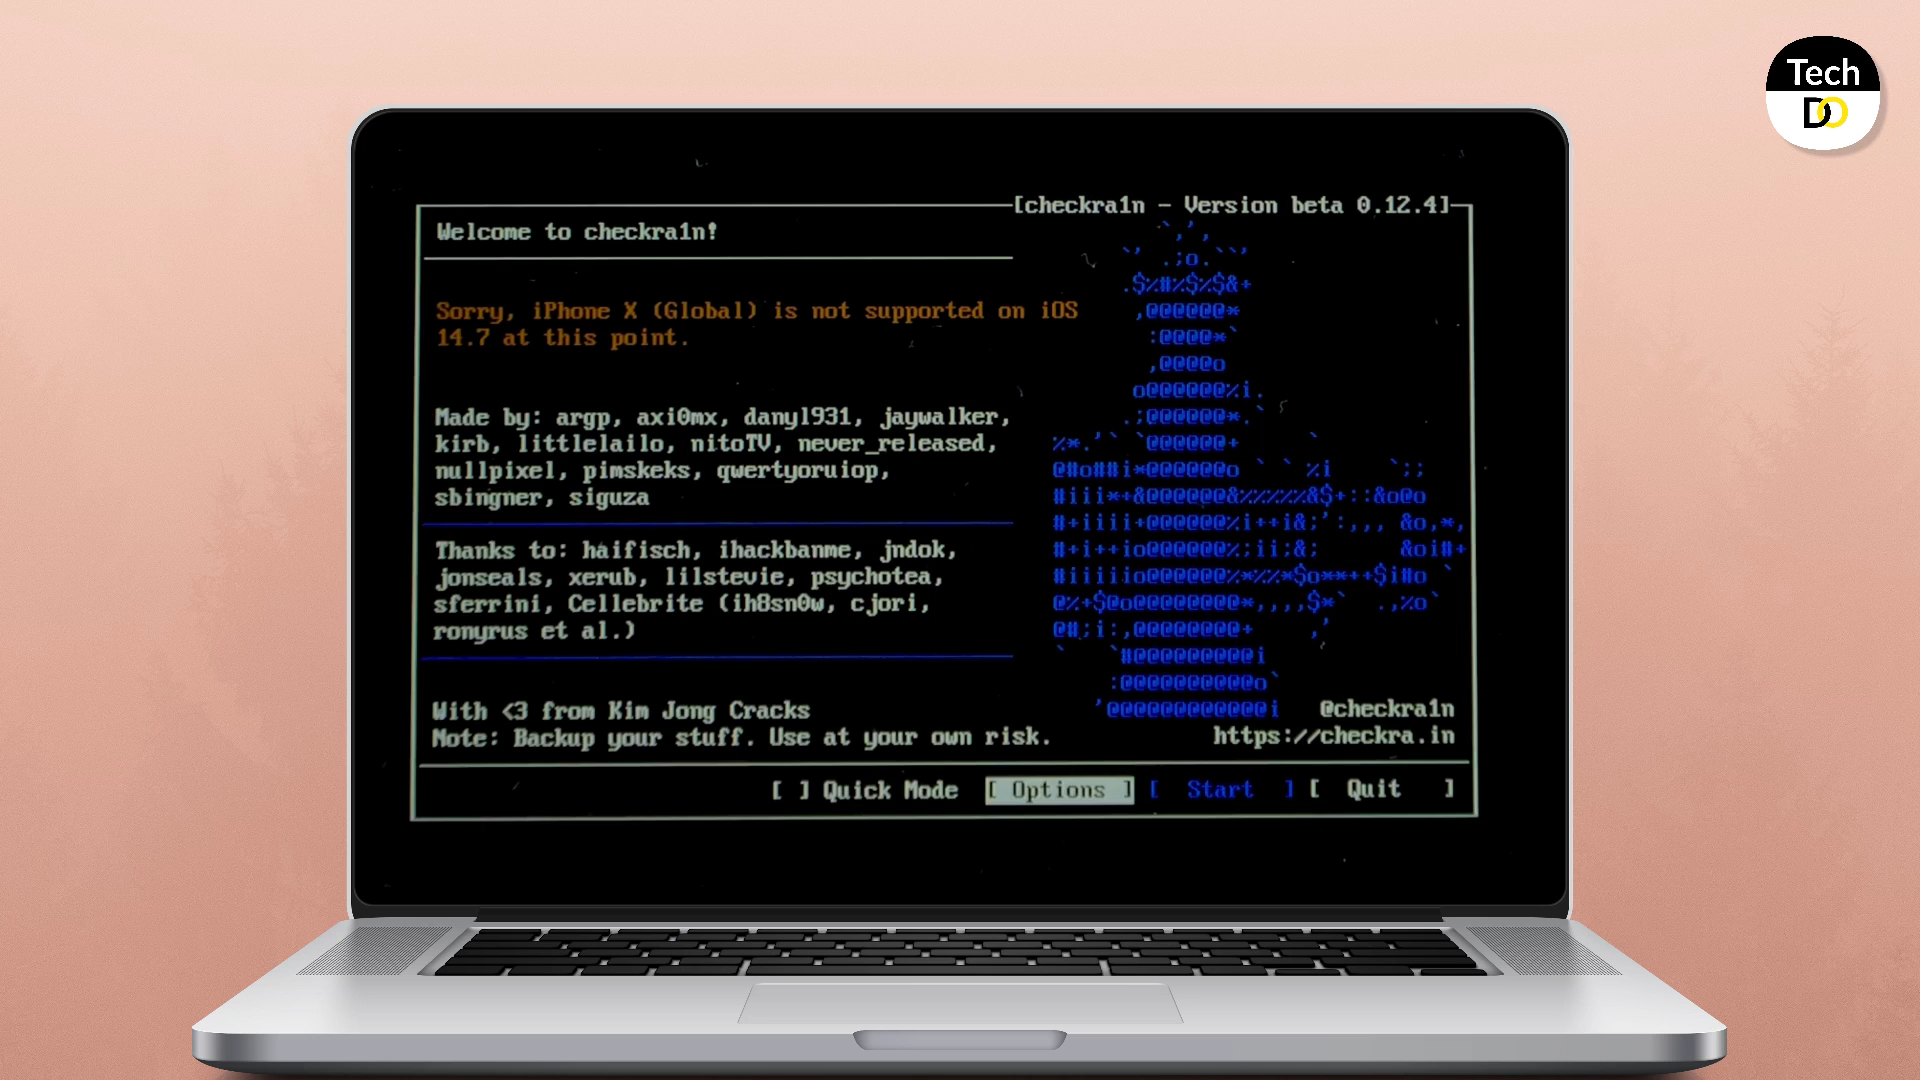 Tech
DO
[checkra1n - Version beta 0.12.4]
Welcome to checkra1n!
Sorry, iPhone X (Global) is not supported on iOS
14.7 at this point.
Made by: argp, axi0mx, danyl931, jaywalker,
kirb, littlelailo, nitoTV, never_released,
nullpixel, pimskeks, qwertyoruiop,
sbingner, siguza
Thanks to: haifisch, ihackbanme, jndok,
jonseals, xerub, lilstevie, psychotea,
sferrini, Cellebrite (ih8sn0w, cjori,
ronyrus et al.)
With <3 from Kim Jong Cracks
@checkra1n
Note: Backup your stuff. Use at your own risk.
https://checkra.in
[ ] Quick Mode [ Options ] [ Start ] [ Quit ]